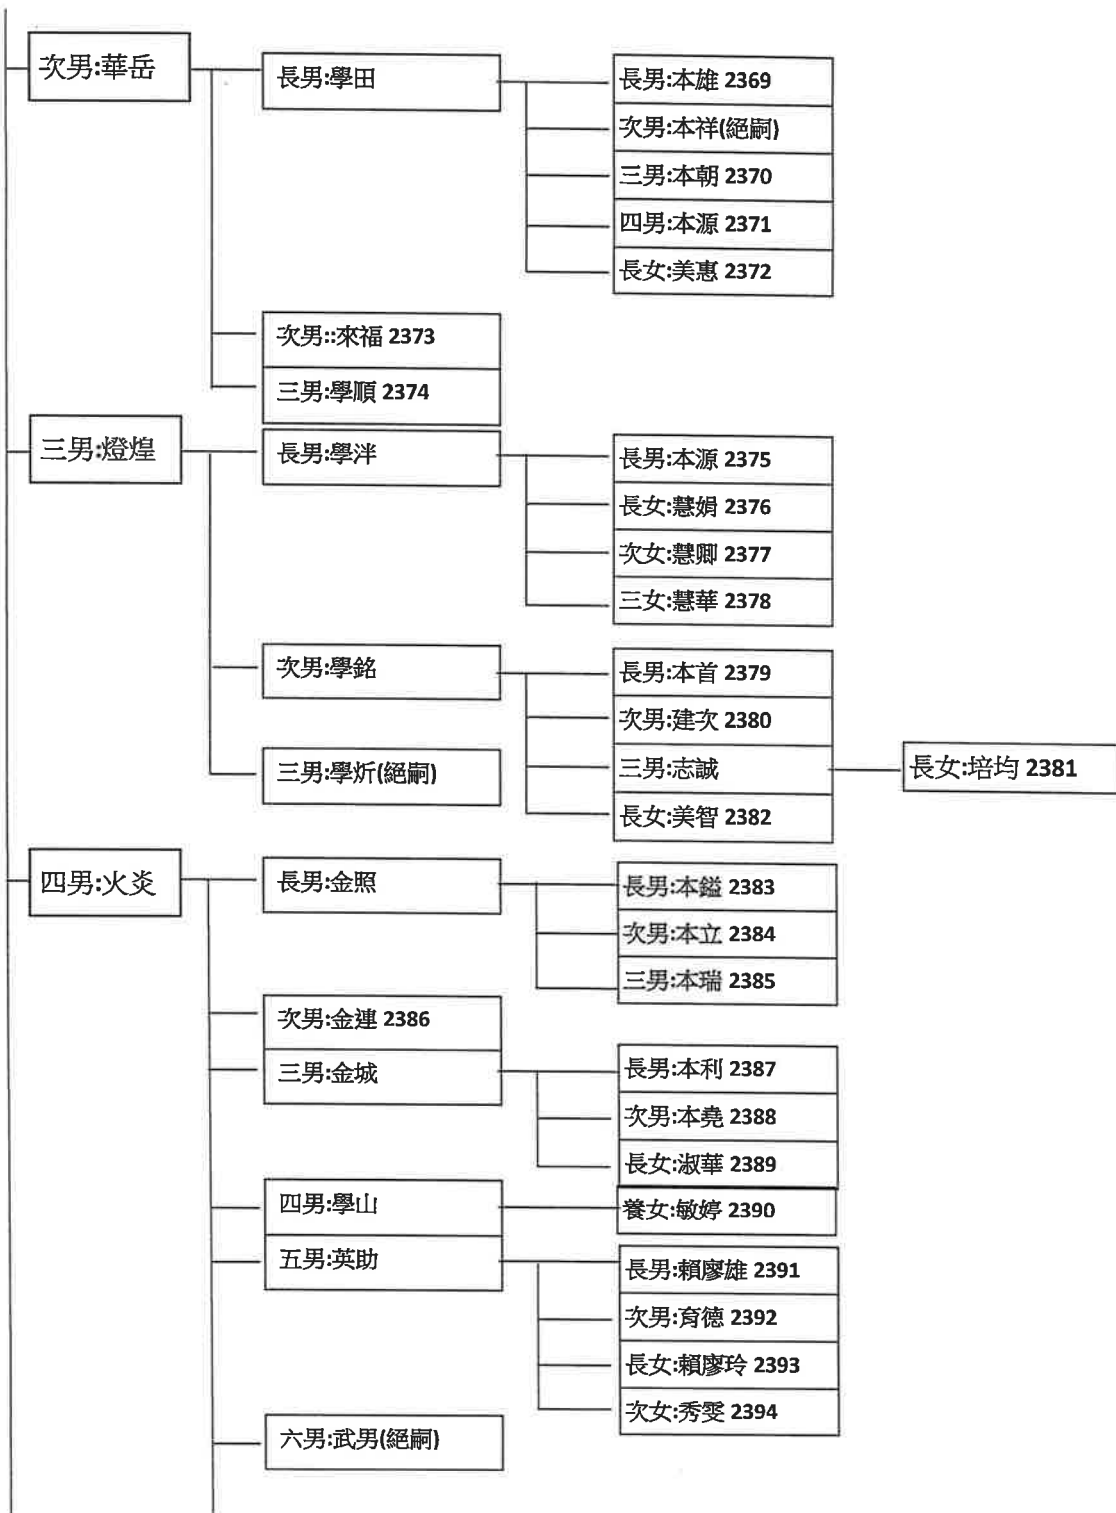 次男:華岳
長男:學田
長男:本雄 2369
次男:本祥(絕嗣)
三男:本朝 2370
四男:本源 2371
長女:美惠 2372
次男::來福 2373
三男:學順 2374
三男:燈煌
長男:學泮
長男:本源 2375
長女:慧娟 2376
次女:慧卿 2377
三女:慧華 2378
次男:學銘
長男:本首 2379
次男:建次 2380
三男:志誠
長女:培均 2381
長女:美智 2382
三男:學炘(絕嗣)
四男:火炎
長男:金照
長男:本鎰 2383
次男:本立 2384
三男:本瑞 2385
次男:金連 2386
三男:金城
長男:本利 2387
次男:本堯 2388
長女:淑華 2389
四男:學山
養女:敏婷 2390
五男:英助
長男:賴廖雄 2391
次男:育德 2392
長女:賴廖玲 2393
次女:秀雯 2394
六男:武男(絕嗣)